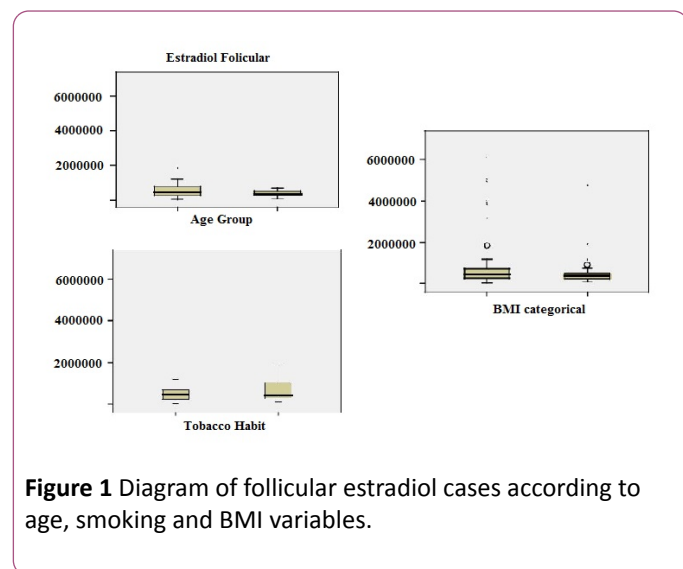 Estradiol Folicular
6000000
4000000
2000000
Age Group
6000000
4000000
2000000
BMI categorical
6000000
4000000
2000000
Tobacco Habit
Figure 1 Diagram of follicular estradiol cases according to
age, smoking and BMI variables.